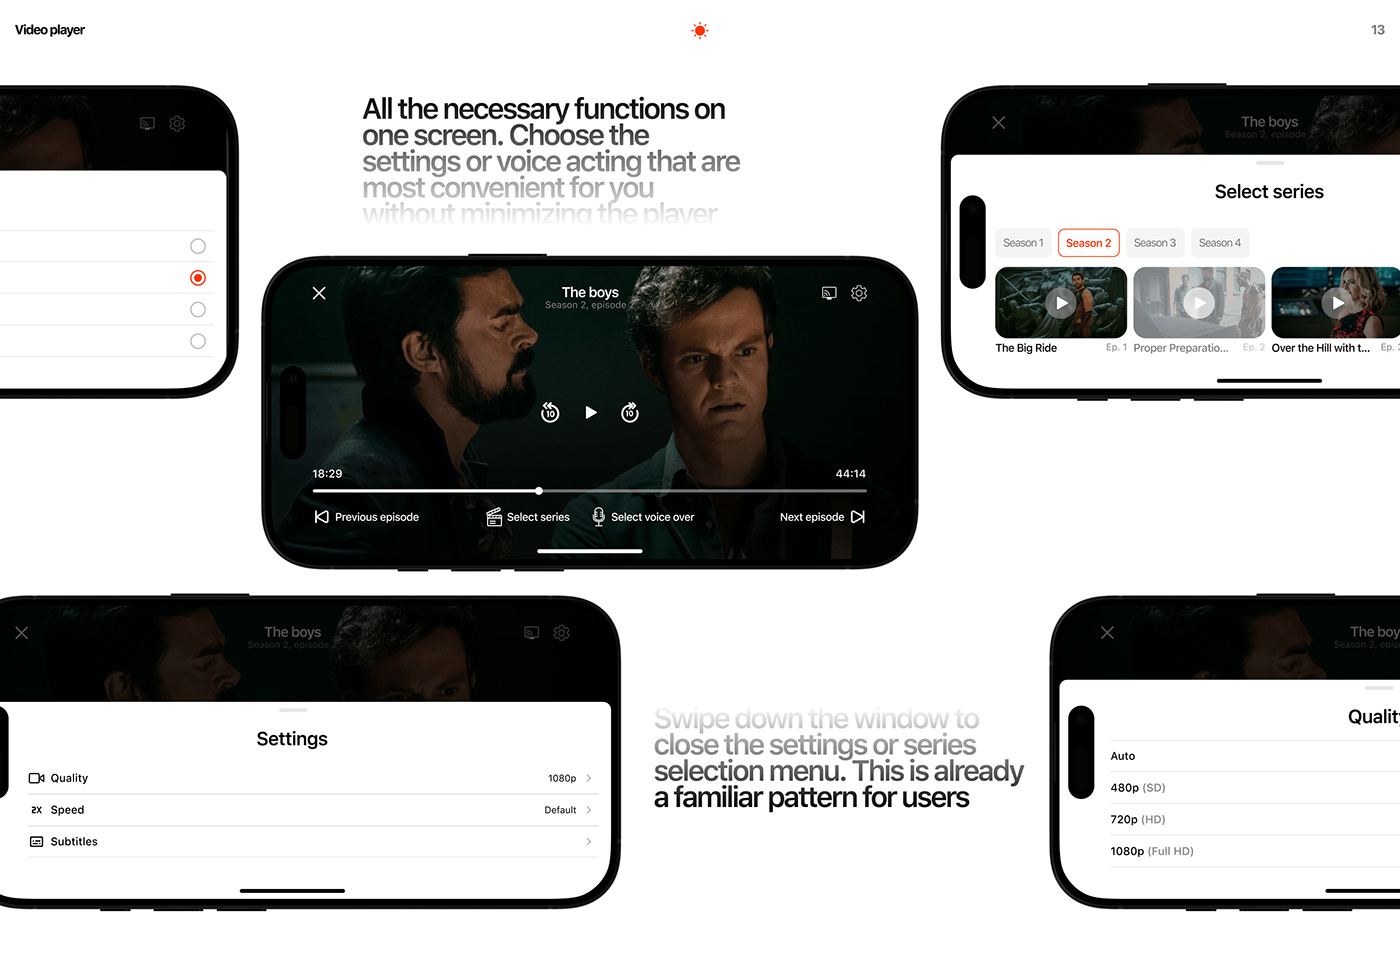 Video player
13
All the necessary functions on
one screen. Choose the
settings or voice acting that are
most convenient for you
without minimizing the player
The boys
Season 2, episode 2
Select series
Season 1
Season 2
Season 3
Season 4
The Big Ride
Ep. 1
Proper Preparatio...
Ep. 2
Over the Hill with t...
Ep.
The boys
Season 2, episode
10
10
18:29
44:14
Previous episode
Select series
Select voice over
Next episode
The boys
Season 2, episode 2
Settings
Quality
1080p
2X Speed
Default
Subtitles
Swipe down the window to
close the settings or series
selection menu. This is already
a familiar pattern for users
The boy
Season 2, epis
Quality
Auto
480p (SD)
720p (HD)
1080p (Full HD)